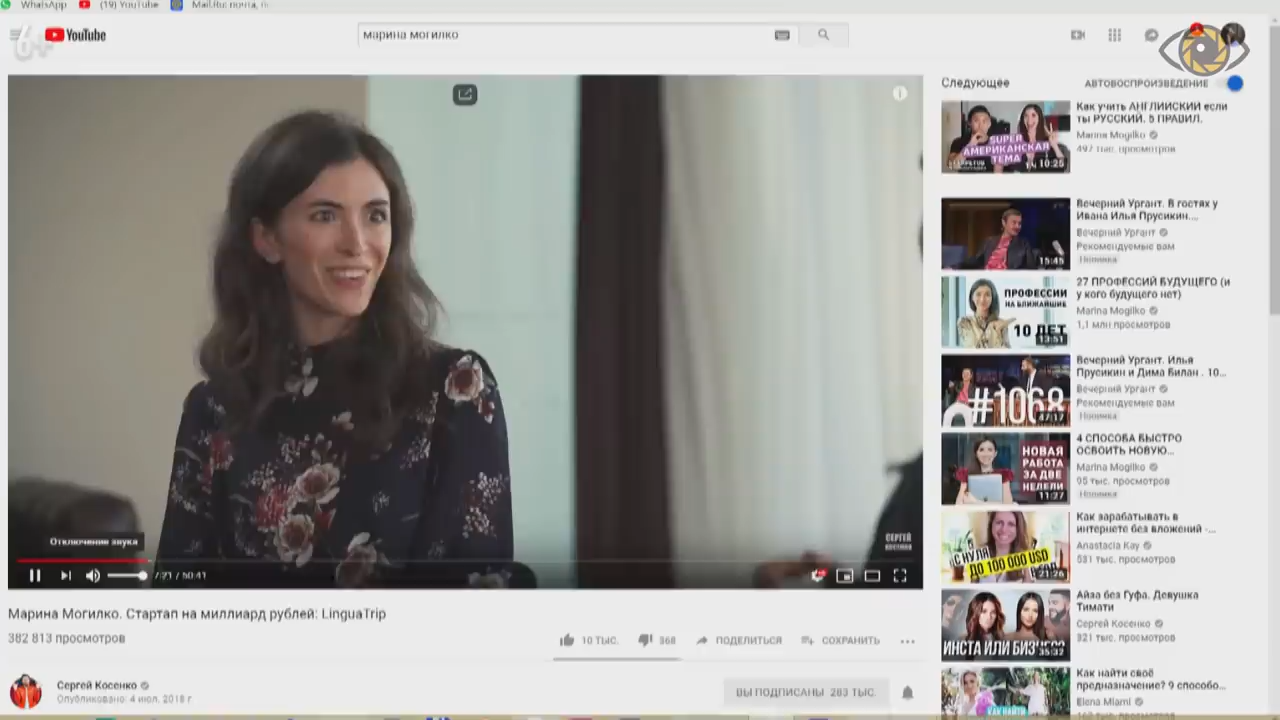 WhatsApp
(19) YouTube
Mail.Ru: почта, п
6+
YouTube
марина могилко
Следующее
АВТОВОСПРОИЗВЕДЕНИЕ
SUPER
АМЕРИКАНСКАЯ
ТЕМА
10:25
Как учить АНГЛИЙСКИЙ если
ты РУССКИЙ. 5 ПРАВИЛ.
Marina Mogilko
497 тыс. просмотров
15:45
Вечерний Ургант. В гостях у
Ивана Илья Прусикин....
Вечерний Ургант
Рекомендуемые вам
Новинка
ПРОФЕССИИ
НА БЛИЖАЙШИЕ
10 ЛЕТ
13:51
27 ПРОФЕССИЙ БУДУЩЕГО (и
у кого будущего нет)
Marina Mogilko
1,1 млн просмотров
#1068
47:17
Вечерний Ургант. Илья
Прусикин и Дима Билан . 10...
Вечерний Ургант
Рекомендуемые вам
Новинка
НОВАЯ
РАБОТА
ЗА ДВЕ
НЕДЕЛИ
11:27
4 СПОСОБА БЫСТРО
ОСВОИТЬ НОВУЮ...
Marina Mogilko
95 тыс. просмотров
Новинка
С НУЛЯ
ДО 100 000 USD
21:26
Как зарабатывать в
интернете без вложений -...
Anastacia Kay
531 тыс. просмотров
ИНСТА ИЛИ БИЗНЕС
35:32
Айза без Гуфа. Девушка
Тимати
Сергей Косенко
321 тыс. просмотров
КАК НАЙТИ
Как найти своё
предназначение? 9 способо...
Elena Miami
СЕРГЕЙ
КОСЕНКО
Отключение звука
7:21 / 50:41
Марина Могилко. Стартап на миллиард рублей: LinguaTrip
382 813 просмотров
10 ТЫС.
368
ПОДЕЛИТЬСЯ
СОХРАНИТЬ
Сергей Косенко
Опубликовано: 4 июл. 2018 г.
ВЫ ПОДПИСАНЫ 283 ТЫС.